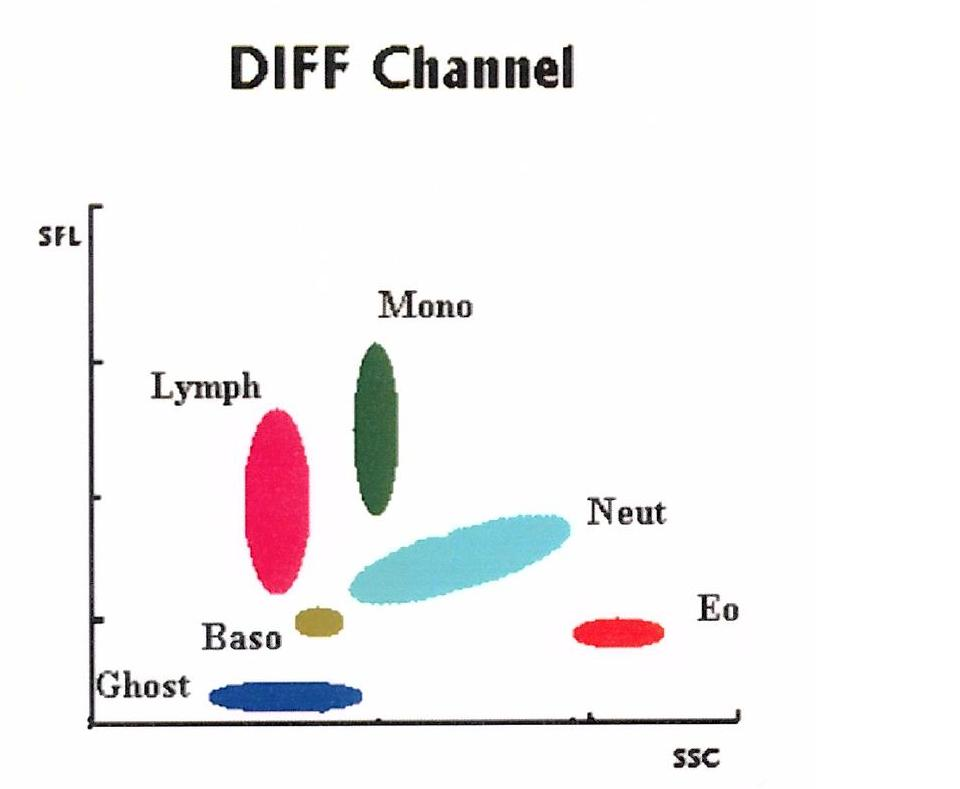 DIFF Channel
SFL
Mono
Lymph
Neut
Eo
Baso
Ghost
SSC